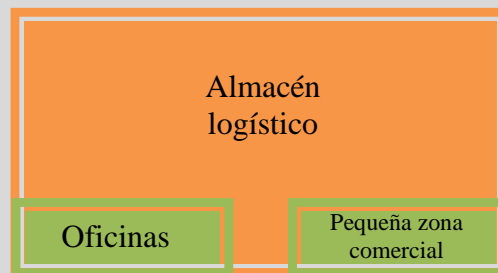 Almacén
logístico
Oficinas
Pequeña zona
comercial